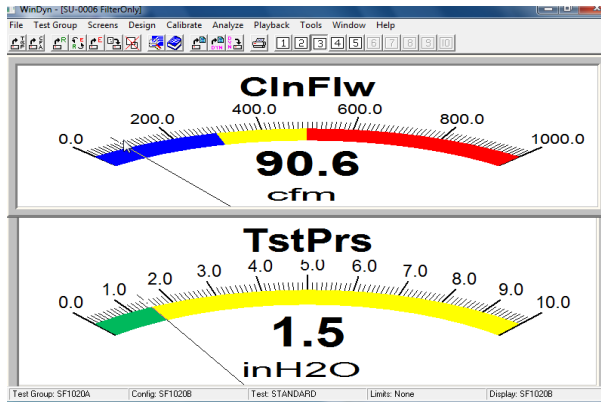 WinDyn - [SU-0006 FilterOnly]
File Test Group Screens Design Calibrate Analyze Playback Tools Window Help
1 2 3 4 5 6 7 8 9 10
ClnFlw
0.0 200.0 400.0 600.0 800.0 1000.0
90.6
cfm
TstPrs
0.0 1.0 2.0 3.0 4.0 5.0 6.0 7.0 8.0 9.0 10.0
1.5
inH2O
Test Group: SF1020A Config: SF1020B Test: STANDARD Limits: None Display: SF1020B